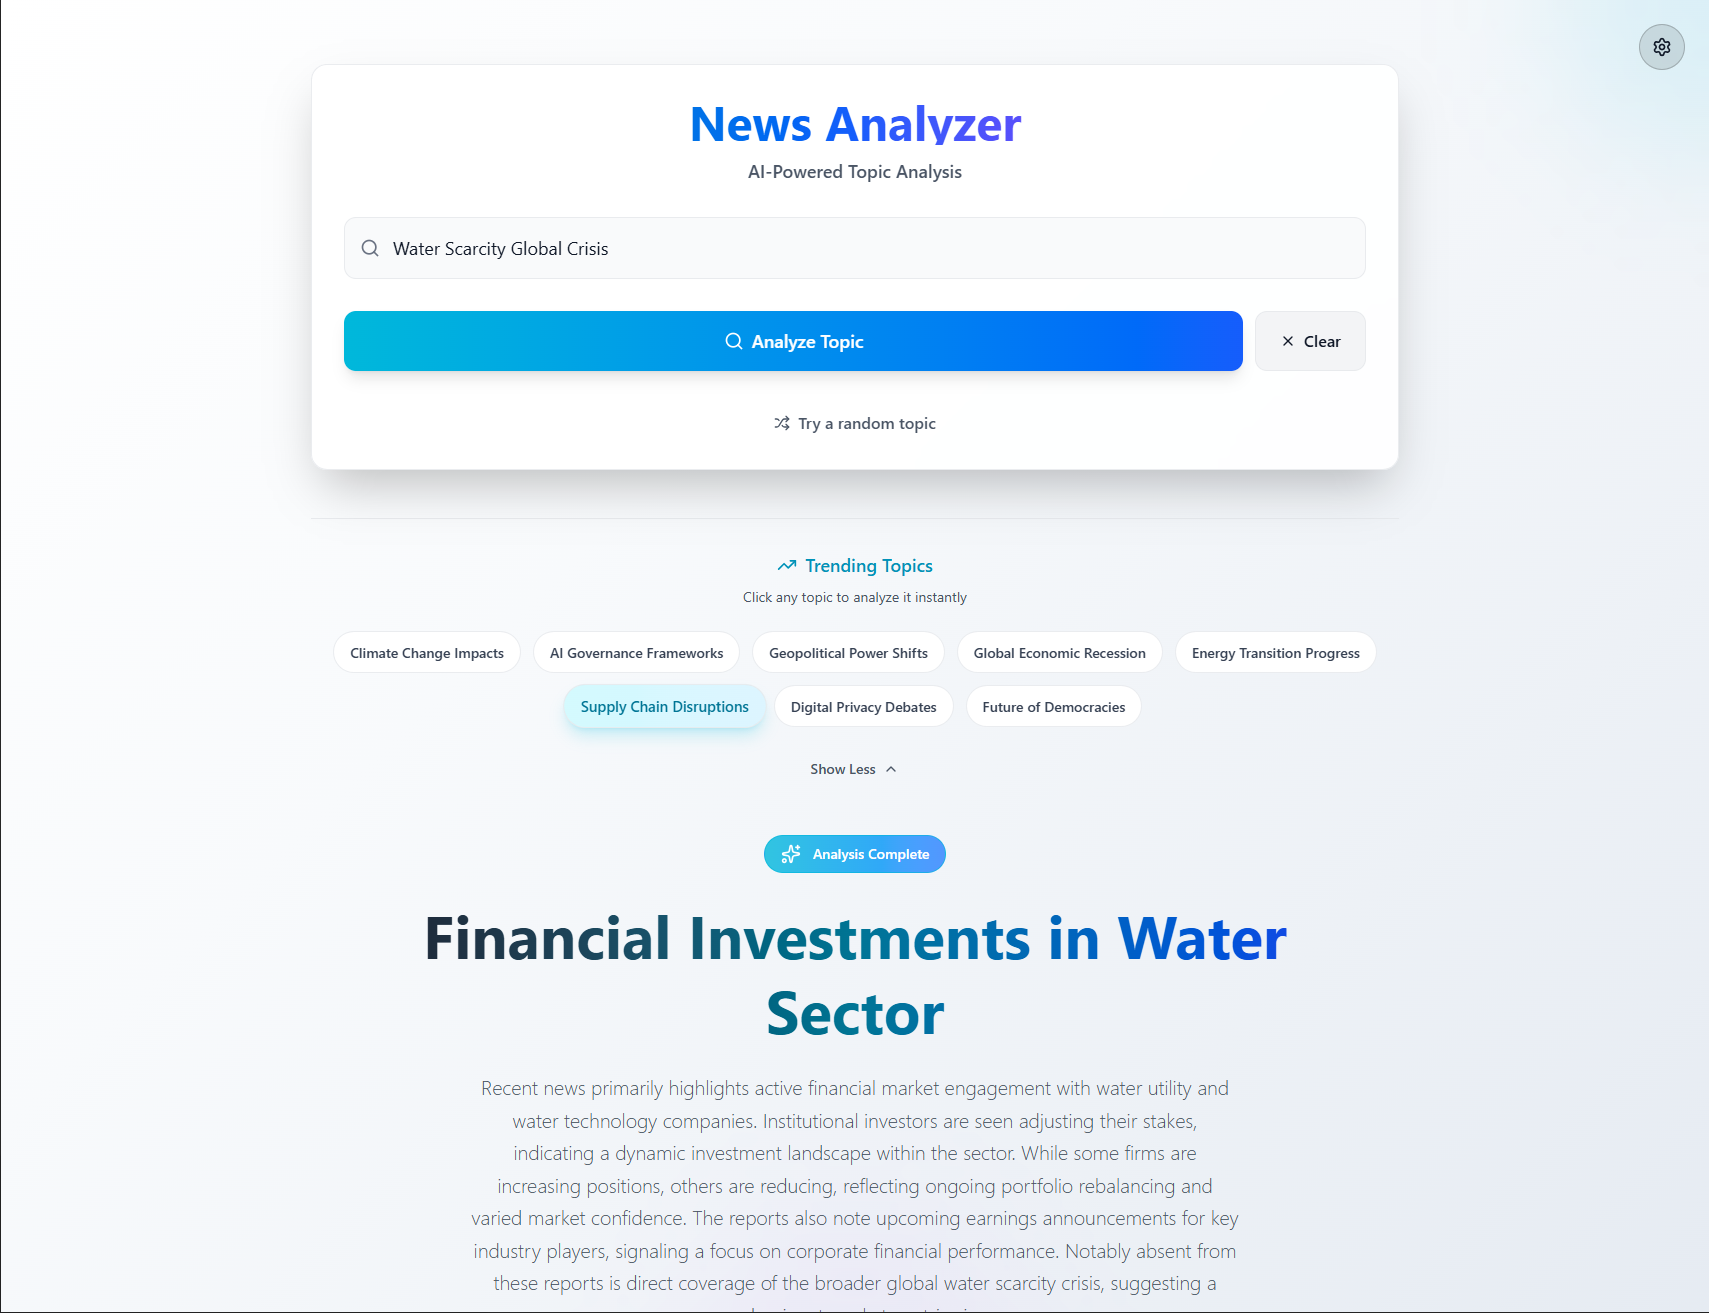 News Analyzer
AI-Powered Topic Analysis
Water Scarcity Global Crisis
Analyze Topic
Clear
Try a random topic
Trending Topics
Click any topic to analyze it instantly
Climate Change Impacts
AI Governance Frameworks
Geopolitical Power Shifts
Global Economic Recession
Energy Transition Progress
Supply Chain Disruptions
Digital Privacy Debates
Future of Democracies
Show Less
Analysis Complete
Financial Investments in Water
Sector
Recent news primarily highlights active financial market engagement with water utility and
water technology companies. Institutional investors are seen adjusting their stakes,
indicating a dynamic investment landscape within the sector. While some firms are
increasing positions, others are reducing, reflecting ongoing portfolio rebalancing and
varied market confidence. The reports also note upcoming earnings announcements for key
industry players, signaling a focus on corporate financial performance. Notably absent from
these reports is direct coverage of the broader global water scarcity crisis, suggesting a